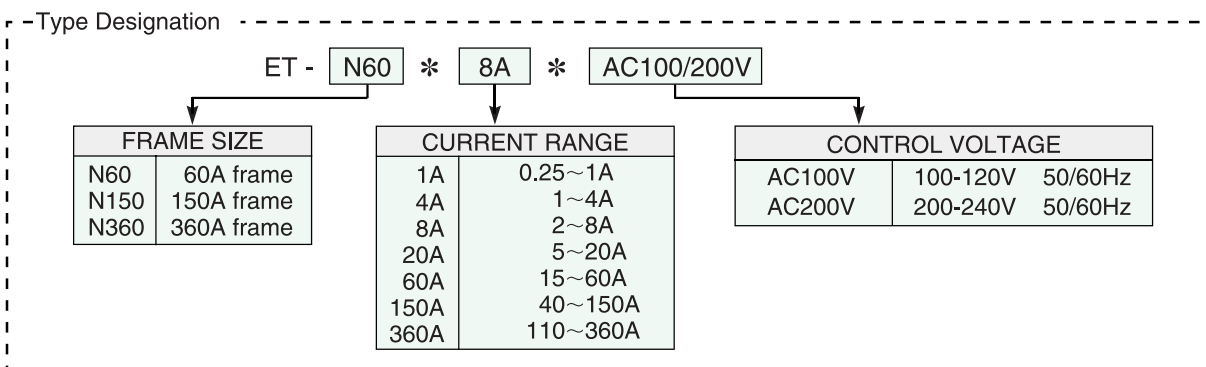 Type Designation
ET - N60 * 8A * AC100/200V
FRAME SIZE
N60 60A frame
N150 150A frame
N360 360A frame
CURRENT RANGE
1A 0.25~1A
4A 1~4A
8A 2~8A
20A 5~20A
60A 15~60A
150A 40~150A
360A 110~360A
CONTROL VOLTAGE
AC100V 100-120V 50/60Hz
AC200V 200-240V 50/60Hz